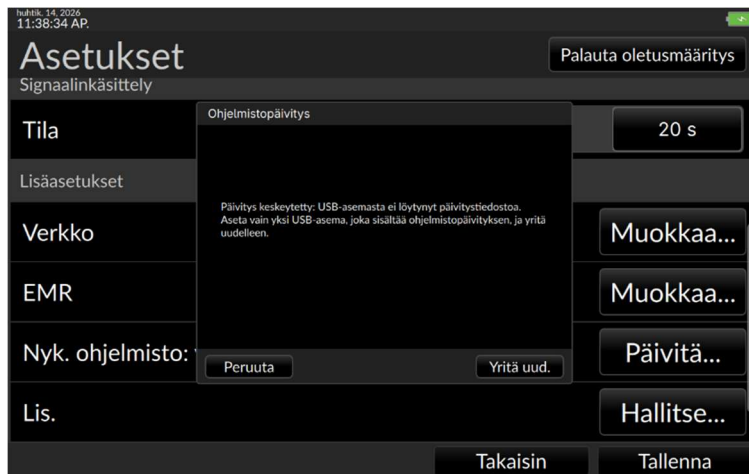 huhtik. 14, 2026
11:38:34 AP.
Asetukset
Palauta oletusmääritys
Signaalinkäsittely
Ohjelmistopäivitys
Tila
20 s
Lisäasetukset
Päivitys keskeytetty: USB-asemasta ei löytynyt päivitystiedostoa.
Aseta vain yksi USB-asema, joka sisältää ohjelmistopäivityksen, ja yritä
uudelleen.
Verkko
Muokkaa...
EMR
Muokkaa...
Nyk. ohjelmisto:
Päivitä...
Peruuta
Yritä uud.
Lis.
Hallitse...
Takaisin
Tallenna